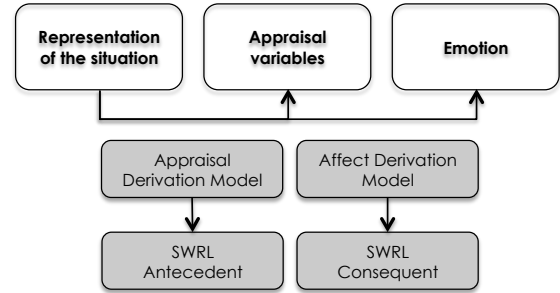 Representation
of the situation
Appraisal
variables
Emotion
Appraisal
Derivation Model
Affect Derivation
Model
SWRL
Antecedent
SWRL
Consequent